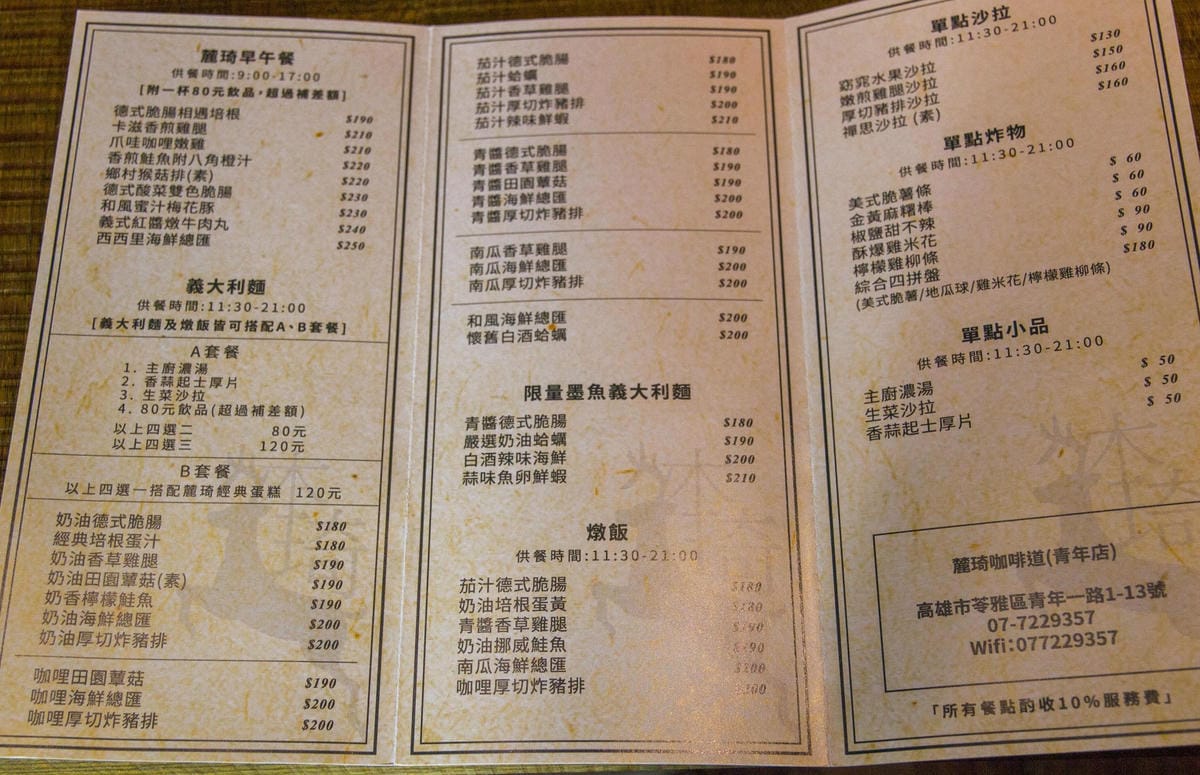 麓琦早午餐
供餐時間:9:00-17:00
[附一杯80元飲品,超過補差額]
德式脆腸相遇培根 $190
卡滋香煎雞腿 $210
爪哇咖哩嫩雞 $210
香煎鮭魚附八角橙汁 $220
鄉村猴菇排(素) $220
德式酸菜雙色脆腸 $230
和風蜜汁梅花豚 $230
義式紅醬燉牛肉丸 $240
西西里海鮮總匯 $250
義大利麵
供餐時間:11:30-21:00
[義大利麵及燉飯皆可搭配A、B套餐]
A套餐
1. 主廚濃湯
2. 香蒜起士厚片
3. 生菜沙拉
4. 80元飲品(超過補差額)
以上四選二 80元
以上四選三 120元
B套餐
以上四選一搭配麓琦經典蛋糕 120元
奶油德式脆腸 $180
經典培根蛋汁 $180
奶油香草雞腿 $190
奶油田園蕈菇(素) $190
奶香檸檬鮭魚 $190
奶油海鮮總匯 $200
奶油厚切炸豬排 $200
咖哩田園蕈菇 $190
咖哩海鮮總匯 $200
咖哩厚切炸豬排 $200
茄汁德式脆腸 $180
茄汁蛤蠣 $190
茄汁香草雞腿 $190
茄汁厚切炸豬排 $200
茄汁辣味鮮蝦 $210
青醬德式脆腸 $180
青醬香草雞腿 $190
青醬田園蕈菇 $190
青醬海鮮總匯 $200
青醬厚切炸豬排 $200
南瓜香草雞腿 $190
南瓜海鮮總匯 $200
南瓜厚切炸豬排 $200
和風海鮮總匯 $200
懷舊白酒蛤蠣 $200
限量墨魚義大利麵
青醬德式脆腸 $180
嚴選奶油蛤蠣 $190
白酒辣味海鮮 $200
蒜味魚卵鮮蝦 $210
燉飯
供餐時間:11:30-21:00
茄汁德式脆腸 $180
奶油培根蛋黃 $180
青醬香草雞腿 $190
奶油挪威鮭魚 $190
南瓜海鮮總匯 $200
咖哩厚切炸豬排 $200
單點沙拉
供餐時間:11:30-21:00
窈窕水果沙拉 $130
嫩煎雞腿沙拉 $150
厚切豬排沙拉 $160
禪思沙拉 (素) $160
單點炸物
供餐時間:11:30-21:00
美式脆薯條 $ 60
金黃麻糬棒 $ 60
椒鹽甜不辣 $ 60
酥爆雞米花 $ 90
檸檬雞柳條 $ 90
綜合四拼盤 $180
(美式脆薯/地瓜球/雞米花/檸檬雞柳條)
單點小品
供餐時間:11:30-21:00
主廚濃湯 $ 50
生菜沙拉 $ 50
香蒜起士厚片 $ 50
麓琦咖啡道(青年店)
高雄市苓雅區青年一路1-13號
07-7229357
Wifi:077229357
「所有餐點酌收10%服務費」